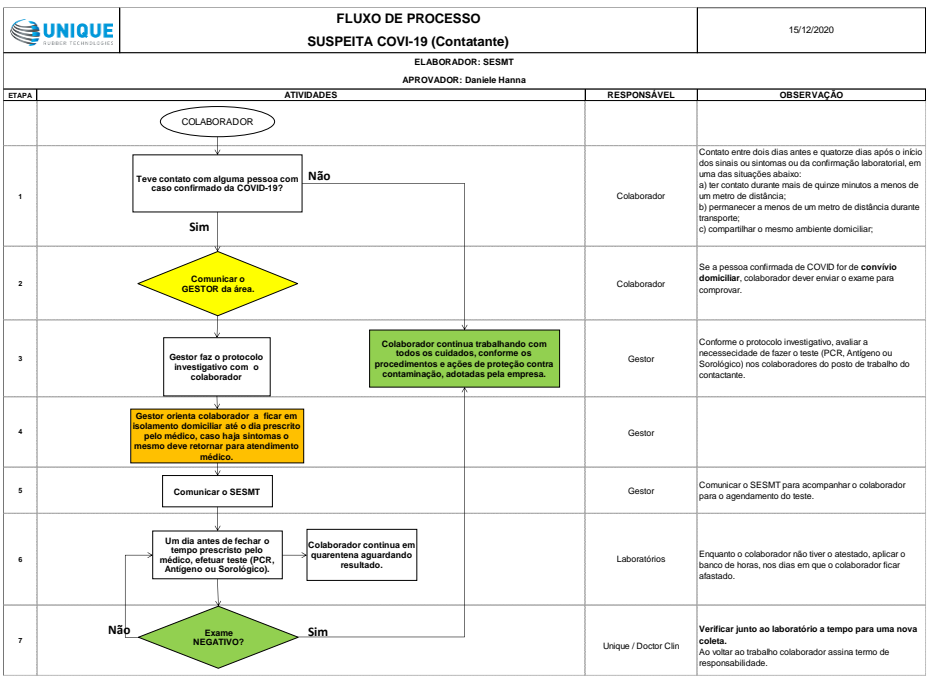 UNIQUE
RUBBER TECHNOLOGIES
FLUXO DE PROCESSO
SUSPEITA COVI-19 (Contatante)
15/12/2020
ELABORADOR: SESMT
APROVADOR: Daniele Hanna
ETAPA
ATIVIDADES
RESPONSÁVEL
OBSERVAÇÃO
COLABORADOR
1
Teve contato com alguma pessoa com
caso confirmado da COVID-19?
Não
Sim
Colaborador
Contato entre dois dias antes e quatorze dias após o início
dos sinais ou sintomas ou da confirmação laboratorial, em
uma das situações abaixo:
a) ter contato durante mais de quinze minutos a menos de
um metro de distância;
b) permanecer a menos de um metro de distância durante
transporte;
c) compartilhar o mesmo ambiente domiciliar;
2
Comunicar o
GESTOR da área.
Colaborador
Se a pessoa confirmada de COVID for de convívio
domiciliar, colaborador dever enviar o exame para
comprovar.
3
Gestor faz o protocolo
investigativo com o
colaborador
Colaborador continua trabalhando com
todos os cuidados, conforme os
procedimentos e ações de proteção contra
contaminação, adotadas pela empresa.
Gestor
Conforme o protocolo investigativo, avaliar a
necessecidade de fazer o teste (PCR, Antígeno ou
Sorológico) nos colaboradores do posto de trabalho do
contactante.
4
Gestor orienta colaborador a ficar em
isolamento domiciliar até o dia prescrito
pelo médico, caso haja sintomas o
mesmo deve retornar para atendimento
médico.
Gestor
5
Comunicar o SESMT
Gestor
Comunicar o SESMT para acompanhar o colaborador
para o agendamento do teste.
6
Um dia antes de fechar o
tempo prescristo pelo
médico, efetuar teste (PCR,
Antígeno ou Sorológico).
Colaborador continua em
quarentena aguardando
resultado.
Laboratórios
Enquanto o colaborador não tiver o atestado, aplicar o
banco de horas, nos dias em que o colaborador ficar
afastado.
7
Não
Exame
NEGATIVO?
Sim
Unique / Doctor Clin
Verificar junto ao laboratório a tempo para uma nova
coleta.
Ao voltar ao trabalho colaborador assina termo de
responsabilidade.